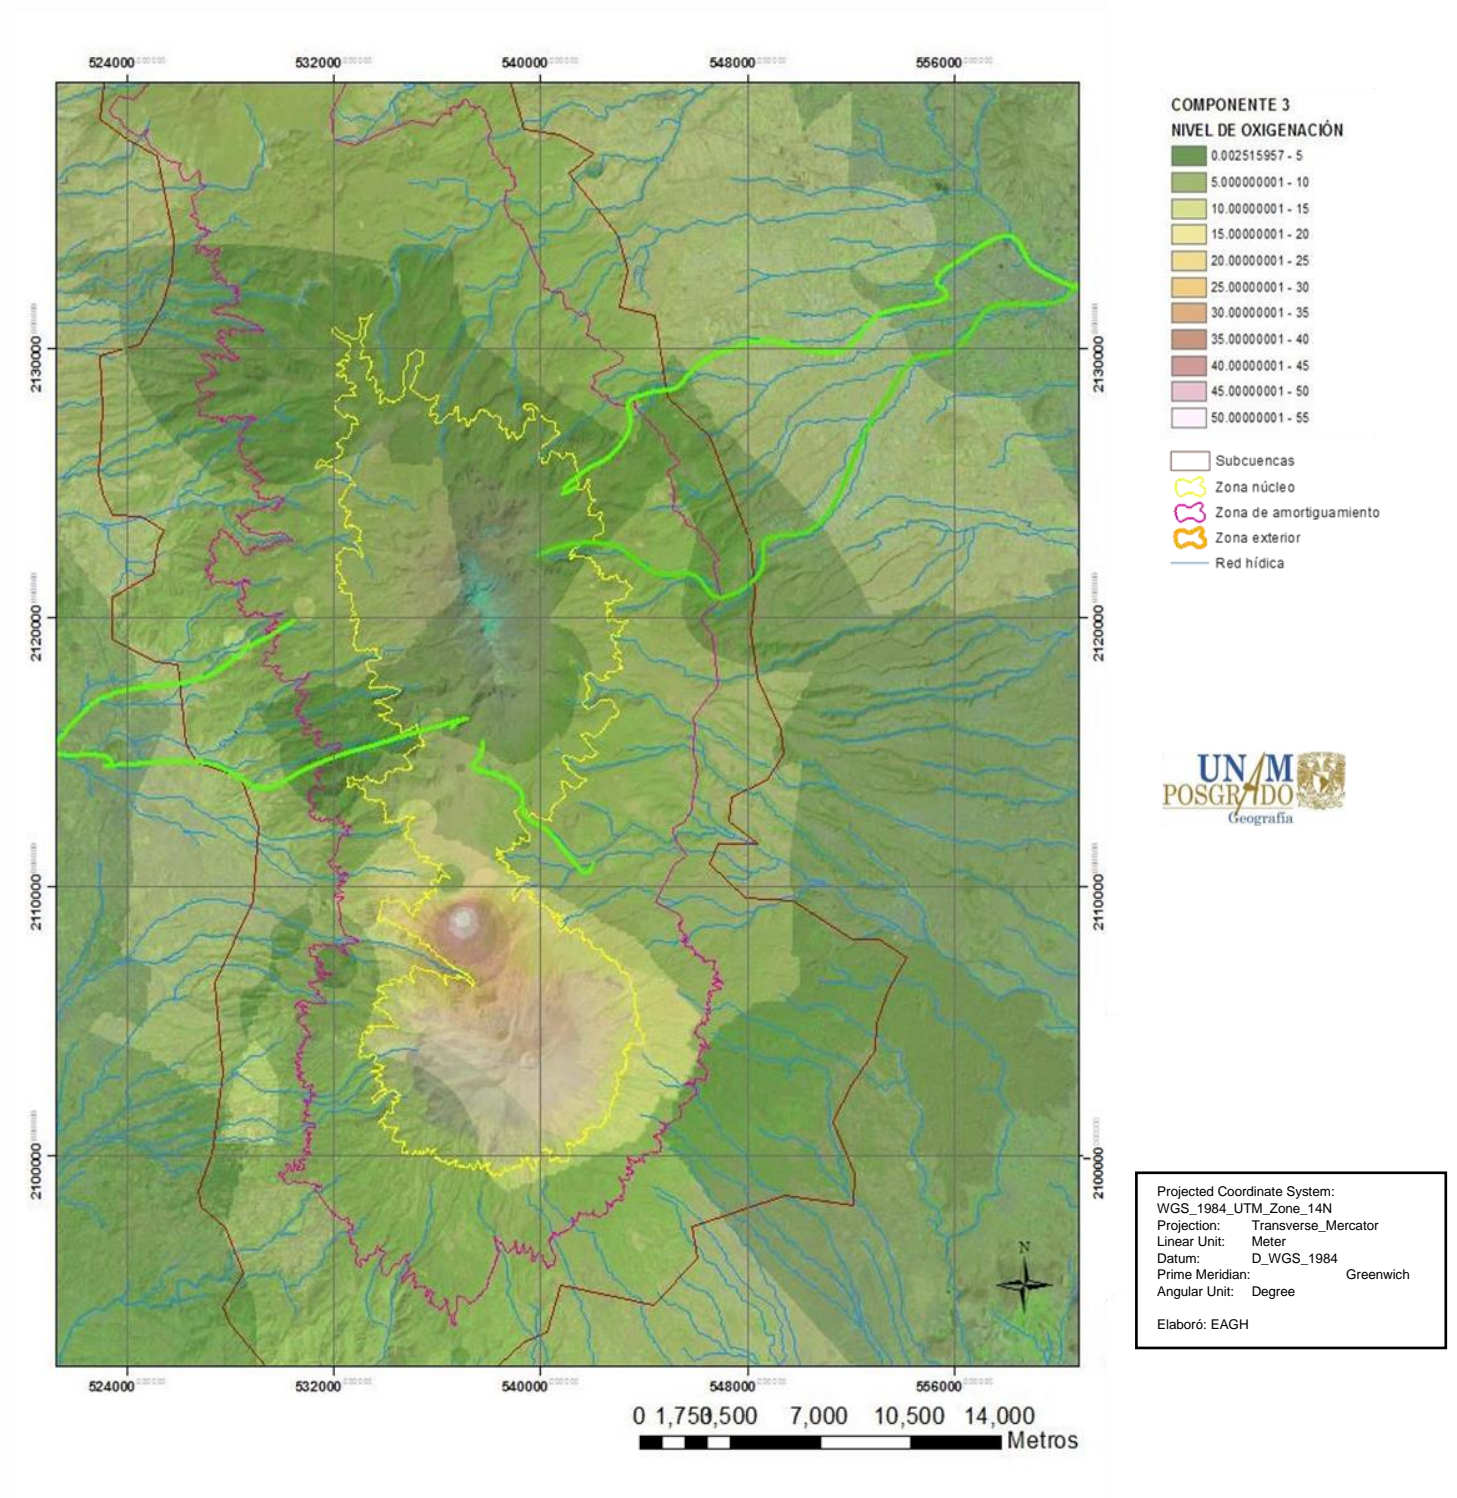 524000 532000 540000 548000 556000
2130000
2120000
2110000
2100000
2130000
2120000
2110000
2100000
524000 532000 540000 548000 556000
0 1,750 3,500 7,000 10,500 14,000
Metros
N
COMPONENTE 3
NIVEL DE OXIGENACIÓN
0.002515957 - 5
5.000000001 - 10
10.00000001 - 15
15.00000001 - 20
20.00000001 - 25
25.00000001 - 30
30.00000001 - 35
35.00000001 - 40
40.00000001 - 45
45.00000001 - 50
50.00000001 - 55
Subcuencas
Zona núcleo
Zona de amortiguamiento
Zona exterior
Red hídica
UNAM
POSGRADO
Geografía
Projected Coordinate System:
WGS_1984_UTM_Zone_14N
Projection: Transverse_Mercator
Linear Unit: Meter
Datum: D_WGS_1984
Prime Meridian: Greenwich
Angular Unit: Degree
Elaboró: EAGH